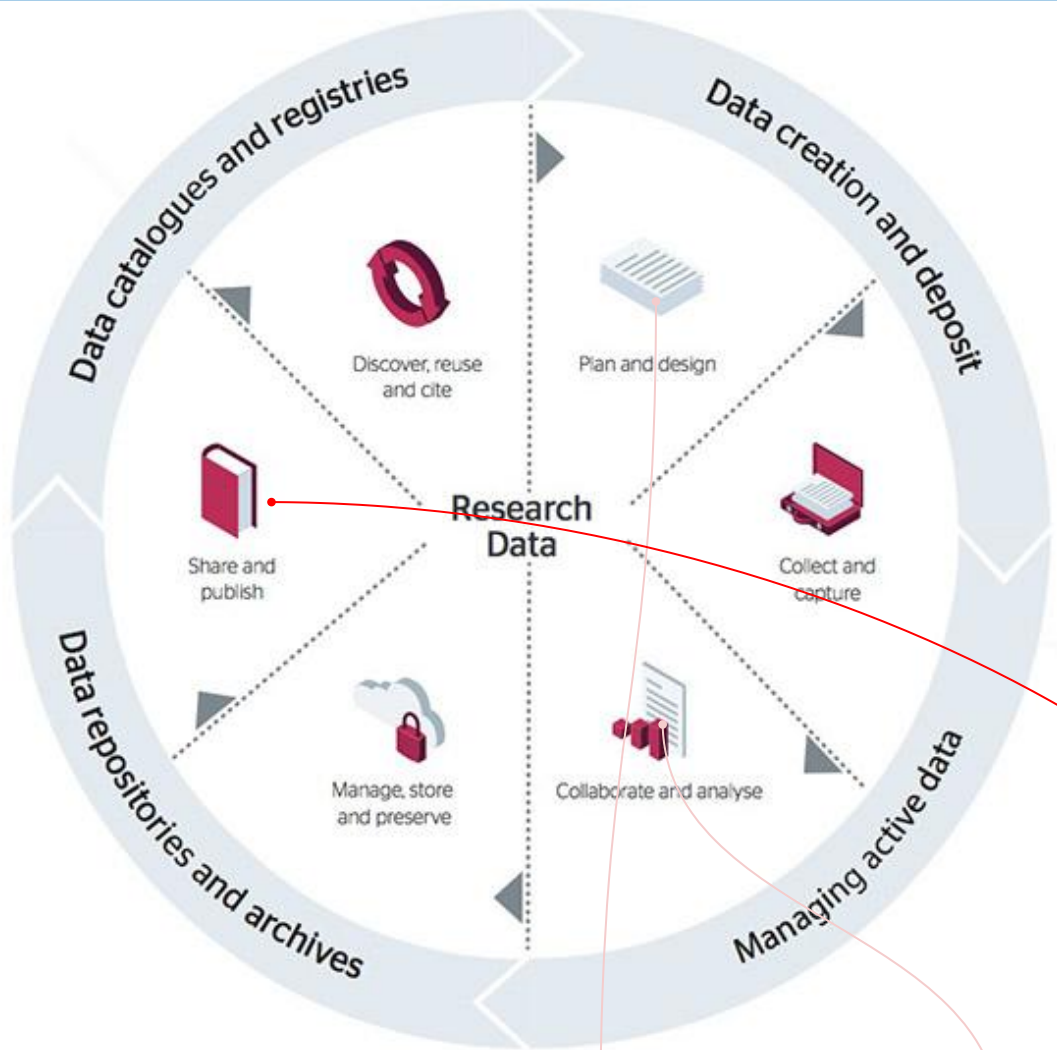 Data catalogues and registries
Data creation and deposit
Discover, reuse
and cite
Plan and design
Research
Data
Share and
publish
Collect and
capture
Manage, store
and preserve
Collaborate and analyse
Data repositories and archives
Managing active data